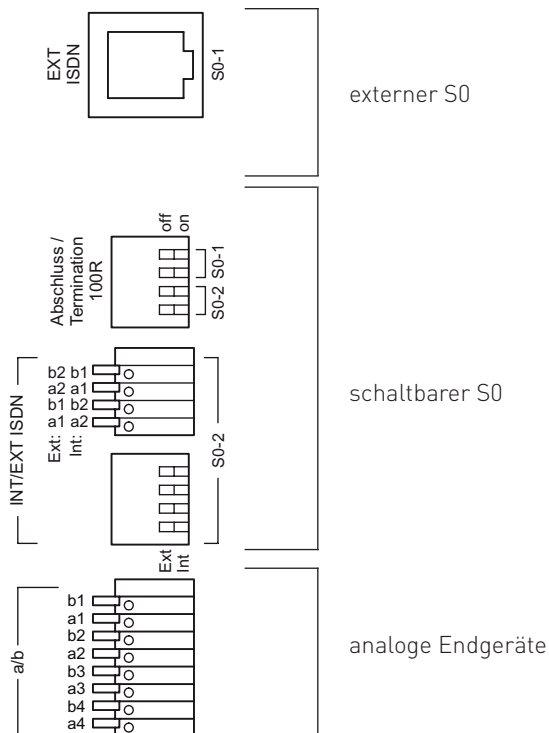 EXT
ISDN
S0-1
externer S0
Abschluss /
Termination
100R
off
on
S0-1
S0-2
INT/EXT ISDN
b2 b1
a2 a1
b1 b2
a1 a2
Ext:
Int:
S0-2
schaltbarer S0
Ext
Int
a/b
b1
a1
b2
a2
b3
a3
b4
a4
analoge Endgeräte